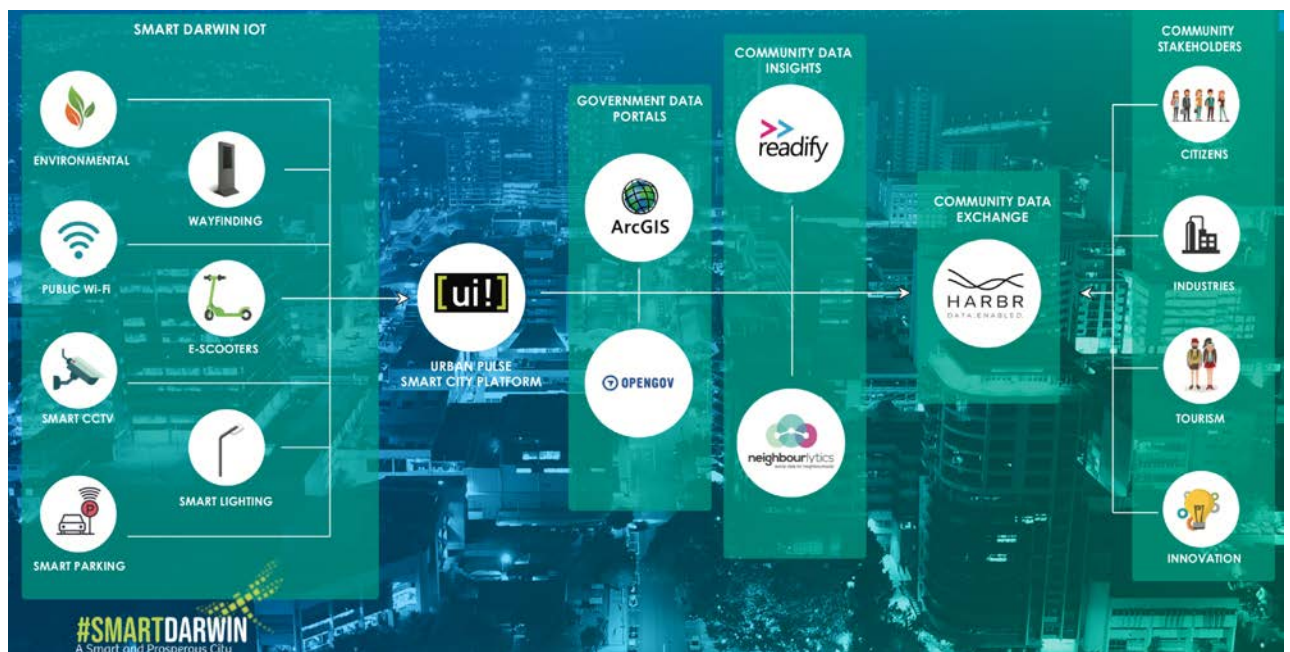 SMART DARWIN IOT
ENVIRONMENTAL
WAYFINDING
PUBLIC Wi-Fi
E-SCOOTERS
SMART CCTV
SMART LIGHTING
P
SMART PARKING
#SMARTDARWIN
A Smart and Prosperous City
[ui!]
URBAN PULSE
SMART CITY PLATFORM
GOVERNMENT DATA
PORTALS
ArcGIS
OPENGOV
COMMUNITY DATA
INSIGHTS
readify
neighbourlytics
COMMUNITY DATA
EXCHANGE
HARBR
DATA.ENABLED.
COMMUNITY
STAKEHOLDERS
CITIZENS
INDUSTRIES
TOURISM
INNOVATION